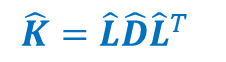 K̂ = L̂D̂L̂ᵀ